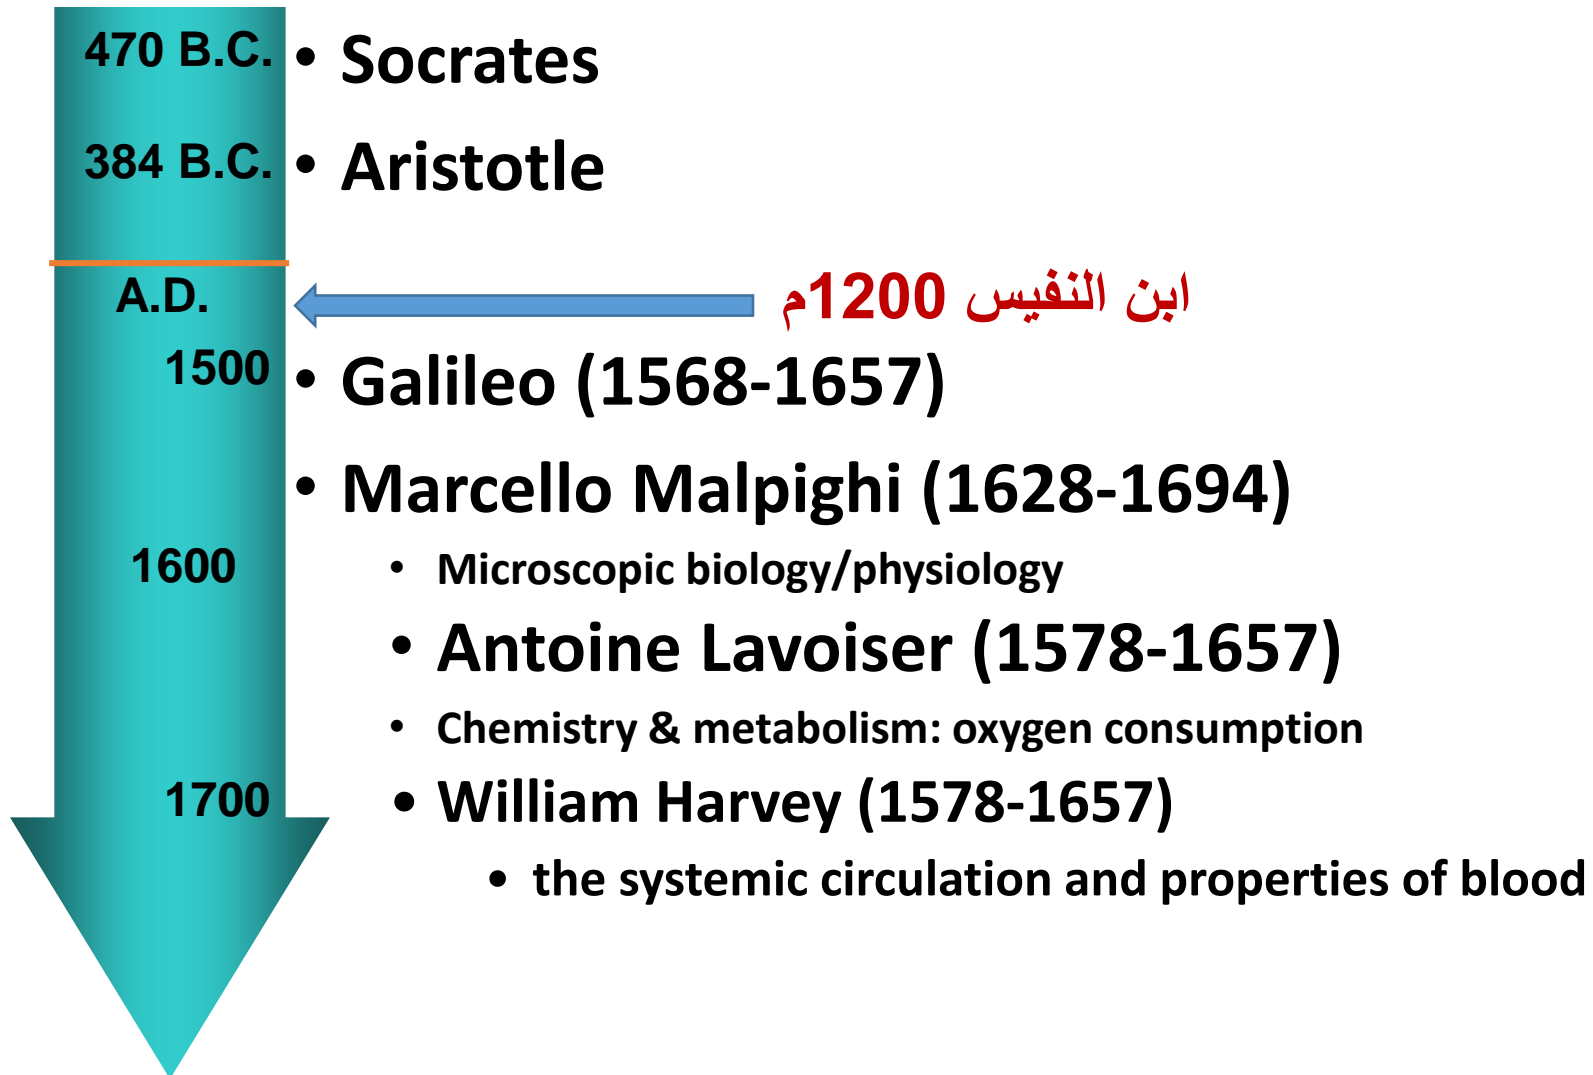 470 B.C. • Socrates
384 B.C. • Aristotle
A.D.
ابن النفيس 1200م
1500 • Galileo (1568-1657)
• Marcello Malpighi (1628-1694)
1600 • Microscopic biology/physiology
• Antoine Lavoiser (1578-1657)
• Chemistry & metabolism: oxygen consumption
1700 • William Harvey (1578-1657)
• the systemic circulation and properties of blood